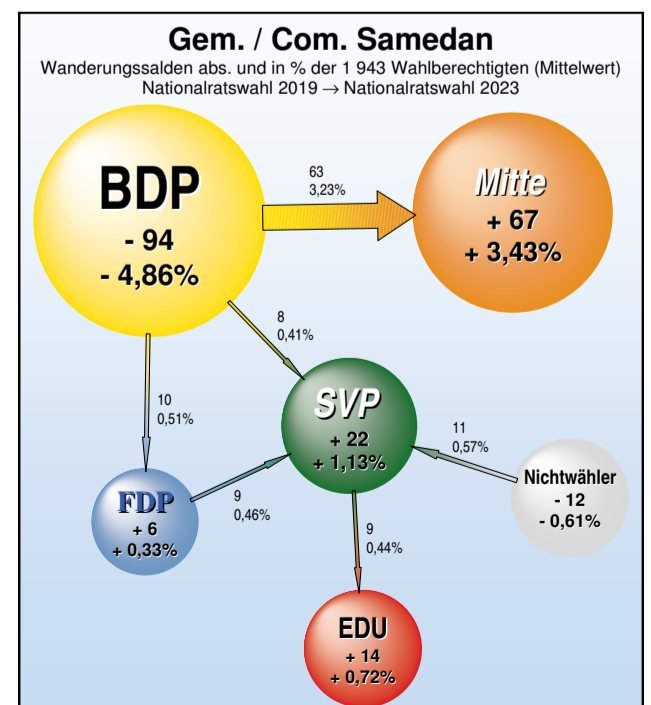 Gem. / Com. Samedan
Wanderungssalden abs. und in % der 1 943 Wahlberechtigten (Mittelwert)
Nationalratswahl 2019 → Nationalratswahl 2023
BDP
- 94
- 4,86%
63
3,23%
Mitte
+ 67
+ 3,43%
8
0,41%
10
0,51%
SVP
+ 22
+ 1,13%
11
0,57%
Nichtwähler
- 12
- 0,61%
FDP
+ 6
+ 0,33%
9
0,46%
9
0,44%
EDU
+ 14
+ 0,72%